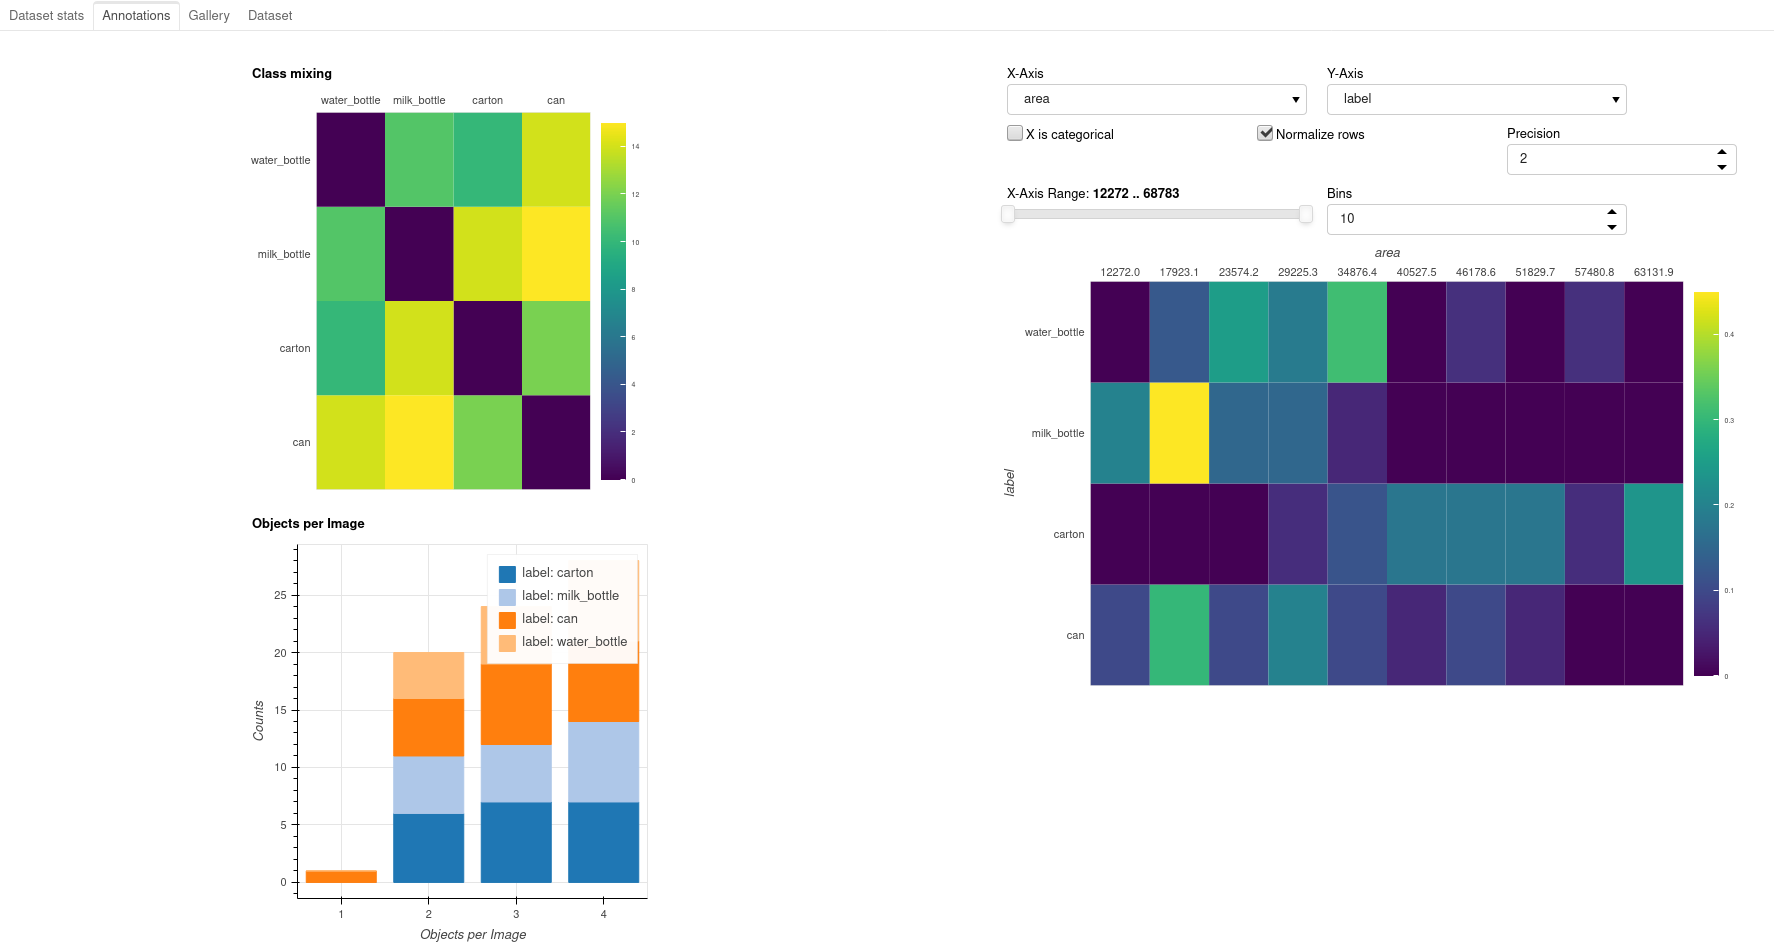 Dataset stats Annotations Gallery Dataset
Class mixing
water_bottle milk_bottle carton can
water_bottle
milk_bottle
carton
can
14
12
10
8
6
4
2
0
Objects per Image
label: carton
label: milk_bottle
label: can
label: water_bottle
25
20
15
10
5
0
Counts
1 2 3 4
Objects per Image
X-Axis
area
Y-Axis
label
X is categorical
Normalize rows
Precision
2
X-Axis Range: 12272 .. 68783
Bins
10
area
12272.0 17923.1 23574.2 29225.3 34876.4 40527.5 46178.6 51829.7 57480.8 63131.9
water_bottle
milk_bottle
carton
can
label
0.4
0.3
0.2
0.1
0